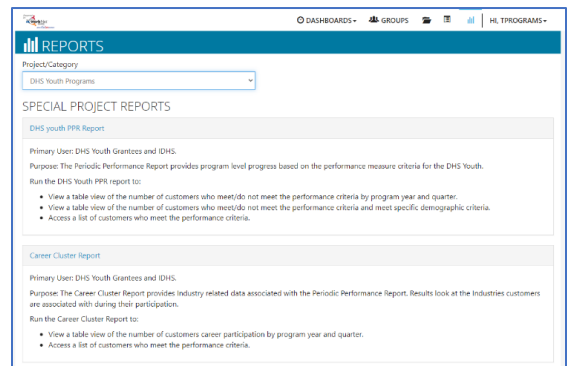 DASHBOARDS GROUPS HI, TPROGRAMS
REPORTS
Project/Category
DHS Youth Programs
SPECIAL PROJECT REPORTS
DHS youth PPR Report
Primary User: DHS Youth Grantees and IDHS.
Purpose: The Periodic Performance Report provides program level progress based on the performance measure criteria for the DHS Youth.
Run the DHS Youth PPR report to:
• View a table view of the number of customers who meet/do not meet the performance criteria by program year and quarter.
• View a table view of the number of customers who meet/do not meet the performance criteria and meet specific demographic criteria.
• Access a list of customers who meet the performance criteria.
Career Cluster Report
Primary User: DHS Youth Grantees and IDHS.
Purpose: The Career Cluster Report provides Industry related data associated with the Periodic Performance Report. Results look at the Industries customers
are associated with during their participation.
Run the Career Cluster Report to:
• View a table view of the number of customers career participation by program year and quarter.
• Access a list of customers who meet the performance criteria.